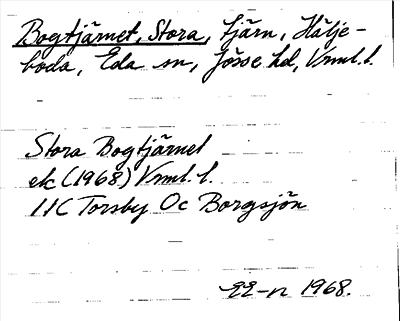 Bogtjärnet, Stora, tjärn, Hälje-
boda, Eda sn, Jösse hd, Vrml. l.
Stora Bogtjärnet
ek (1968) Vrml. l.
11C Torsby Oc Borgsjön
1968.